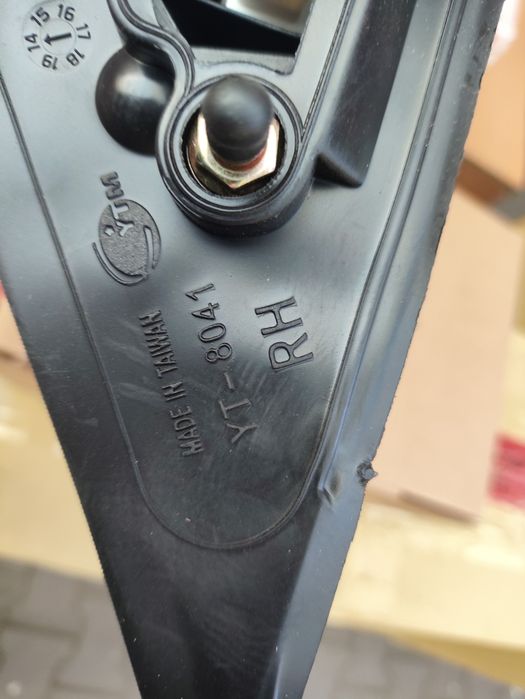 14 15 16 17 18 19
YTM
MADE IN TAIWAN
YT-8041
RH